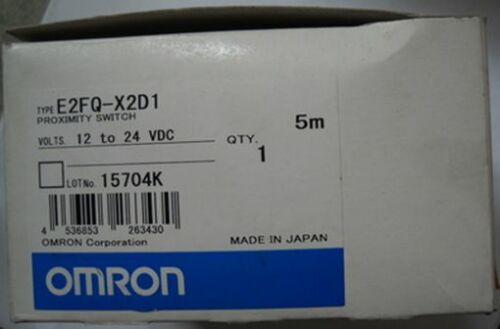 TYPE E2FQ-X2D1
PROXIMITY SWITCH
5m
VOLTS. 12 to 24 VDC
QTY. 1
LOT No. 15704K
4 536853 263430
OMRON Corporation
MADE IN JAPAN
OMRON